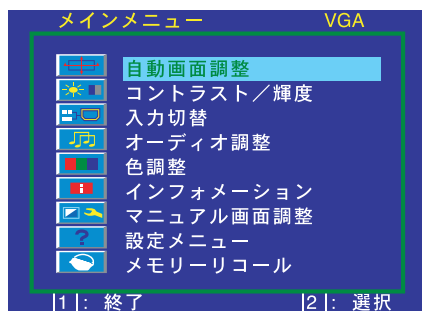 メインメニュー VGA
自動画面調整
コントラスト／輝度
入力切替
オーディオ調整
色調整
インフォメーション
マニュアル画面調整
設定メニュー
メモリーリコール
|1|: 終了 |2|: 選択